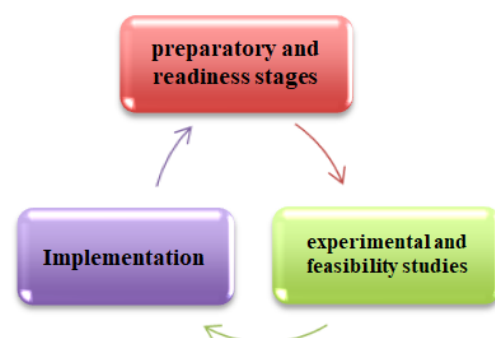 preparatory and
readiness stages
experimental and
feasibility studies
Implementation